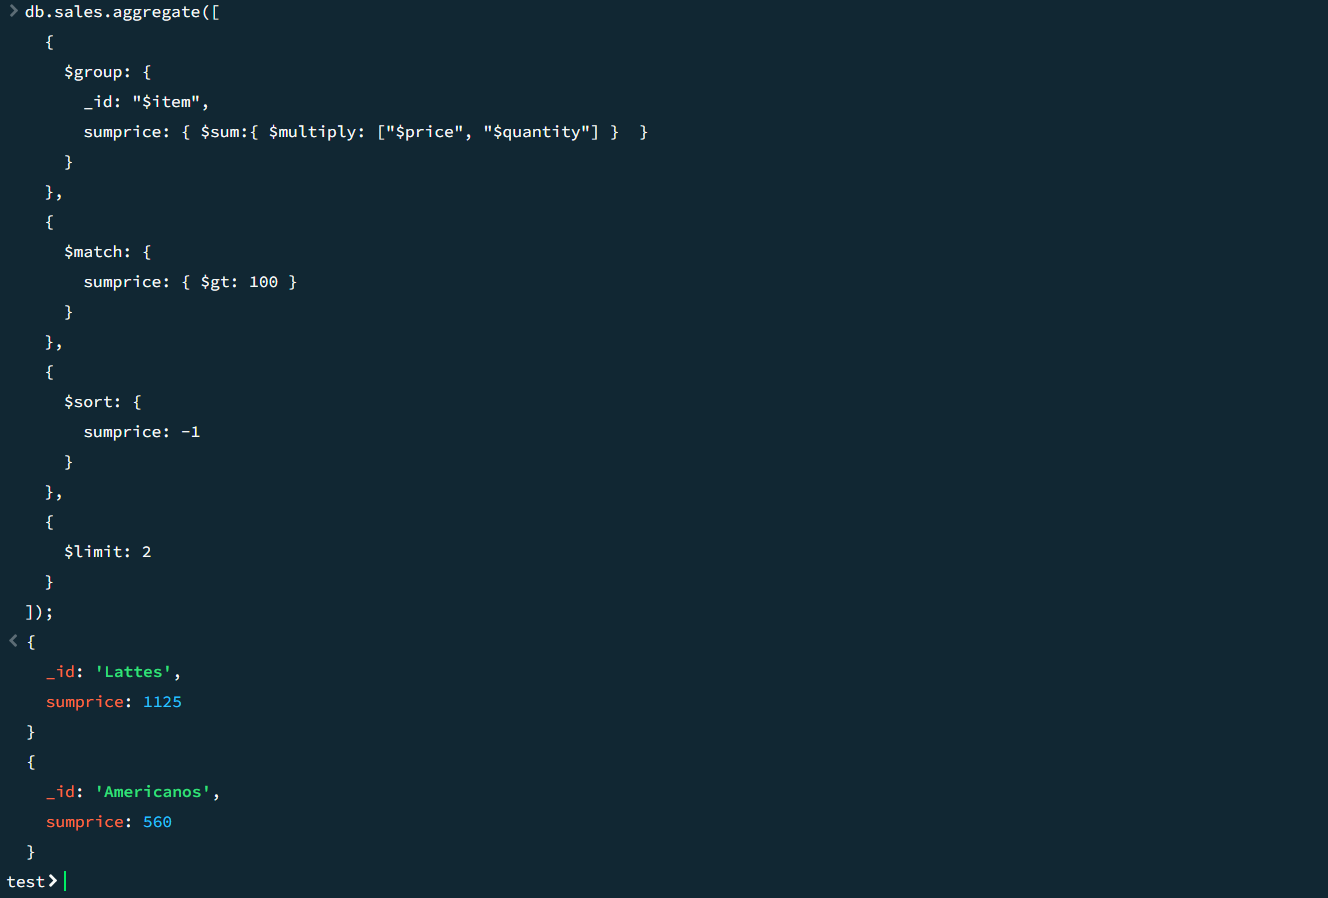 > db.sales.aggregate([
{
$group: {
_id: "$item",
sumprice: { $sum:{ $multiply: ["$price", "$quantity"] }  }
}
},
{
$match: {
sumprice: { $gt: 100 }
}
},
{
$sort: {
sumprice: -1
}
},
{
$limit: 2
}
]);
< {
_id: 'Lattes',
sumprice: 1125
}
{
_id: 'Americanos',
sumprice: 560
}
test>